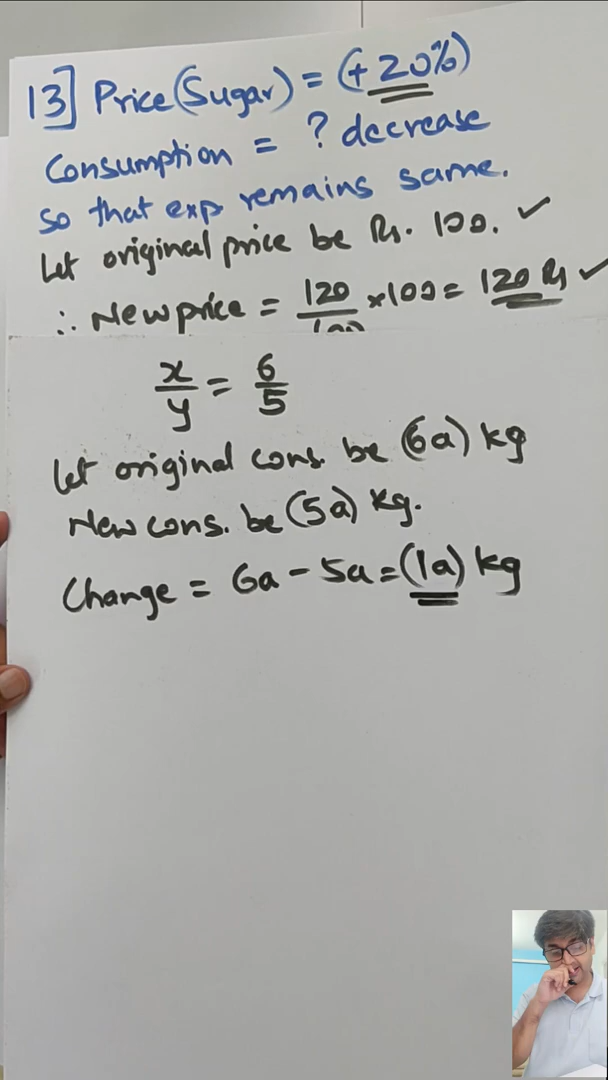 13] Price(Sugar) = (+20%)
Consumption = ? decrease
so that exp remains same.
Let original price be Rs. 100. ✓
∴ New price = 120/100 ×100 = 120 Rs ✓
x/y = 6/5
Let original cons. be (6a) kg
New cons. be (5a) kg.
Change = 6a - 5a = (1a) kg